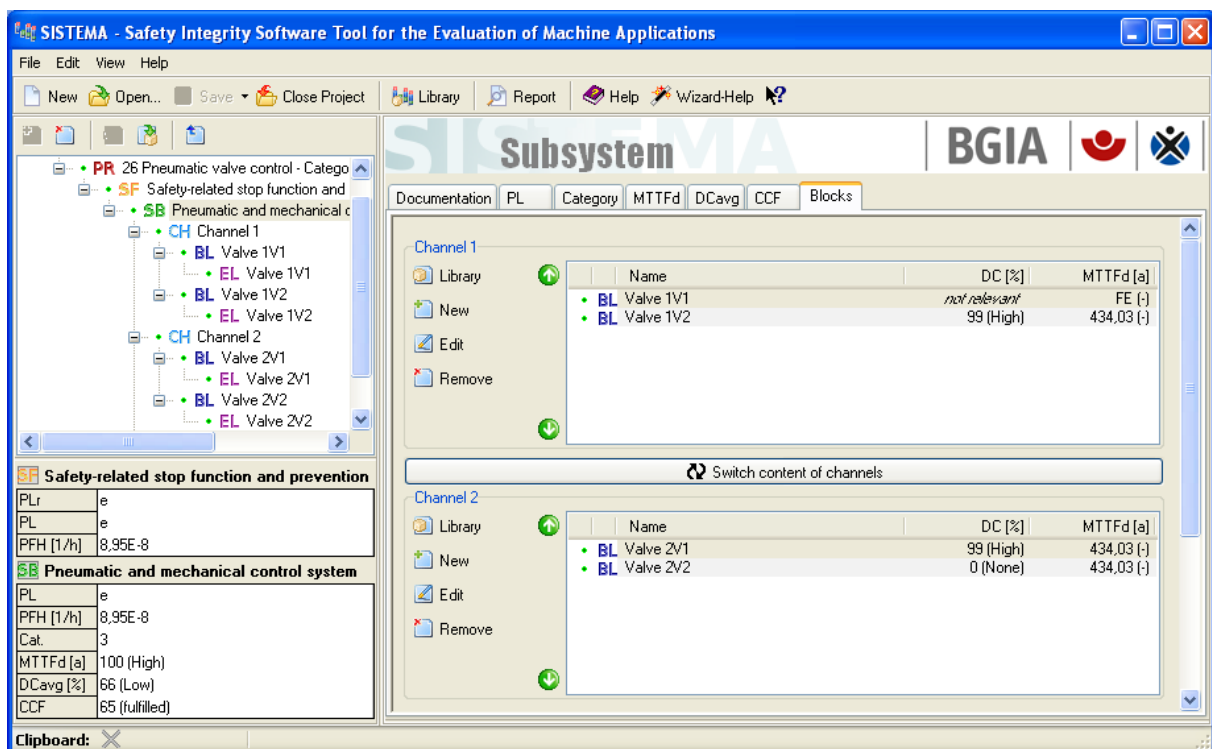 SISTEMA - Safety Integrity Software Tool for the Evaluation of Machine Applications
File Edit View Help
New Open... Save Close Project Library Report Help Wizard-Help
PR 26 Pneumatic valve control - Catego
SF Safety-related stop function and
SB Pneumatic and mechanical c
CH Channel 1
BL Valve 1V1
EL Valve 1V1
BL Valve 1V2
EL Valve 1V2
CH Channel 2
BL Valve 2V1
EL Valve 2V1
BL Valve 2V2
EL Valve 2V2
SF Safety-related stop function and prevention
PLr e
PL e
PFH [1/h] 8,95E-8
SB Pneumatic and mechanical control system
PL e
PFH [1/h] 8,95E-8
Cat. 3
MTTFd [a] 100 (High)
DCavg [%] 66 (Low)
CCF 65 (fulfilled)
SISTEMA
Subsystem
BGIA
Documentation PL Category MTTFd DCavg CCF Blocks
Channel 1
Library
New
Edit
Remove
Name DC [%] MTTFd [a]
BL Valve 1V1 not relevant FE (-)
BL Valve 1V2 99 (High) 434,03 (-)
Switch content of channels
Channel 2
Library
New
Edit
Remove
Name DC [%] MTTFd [a]
BL Valve 2V1 99 (High) 434,03 (-)
BL Valve 2V2 0 (None) 434,03 (-)
Clipboard: